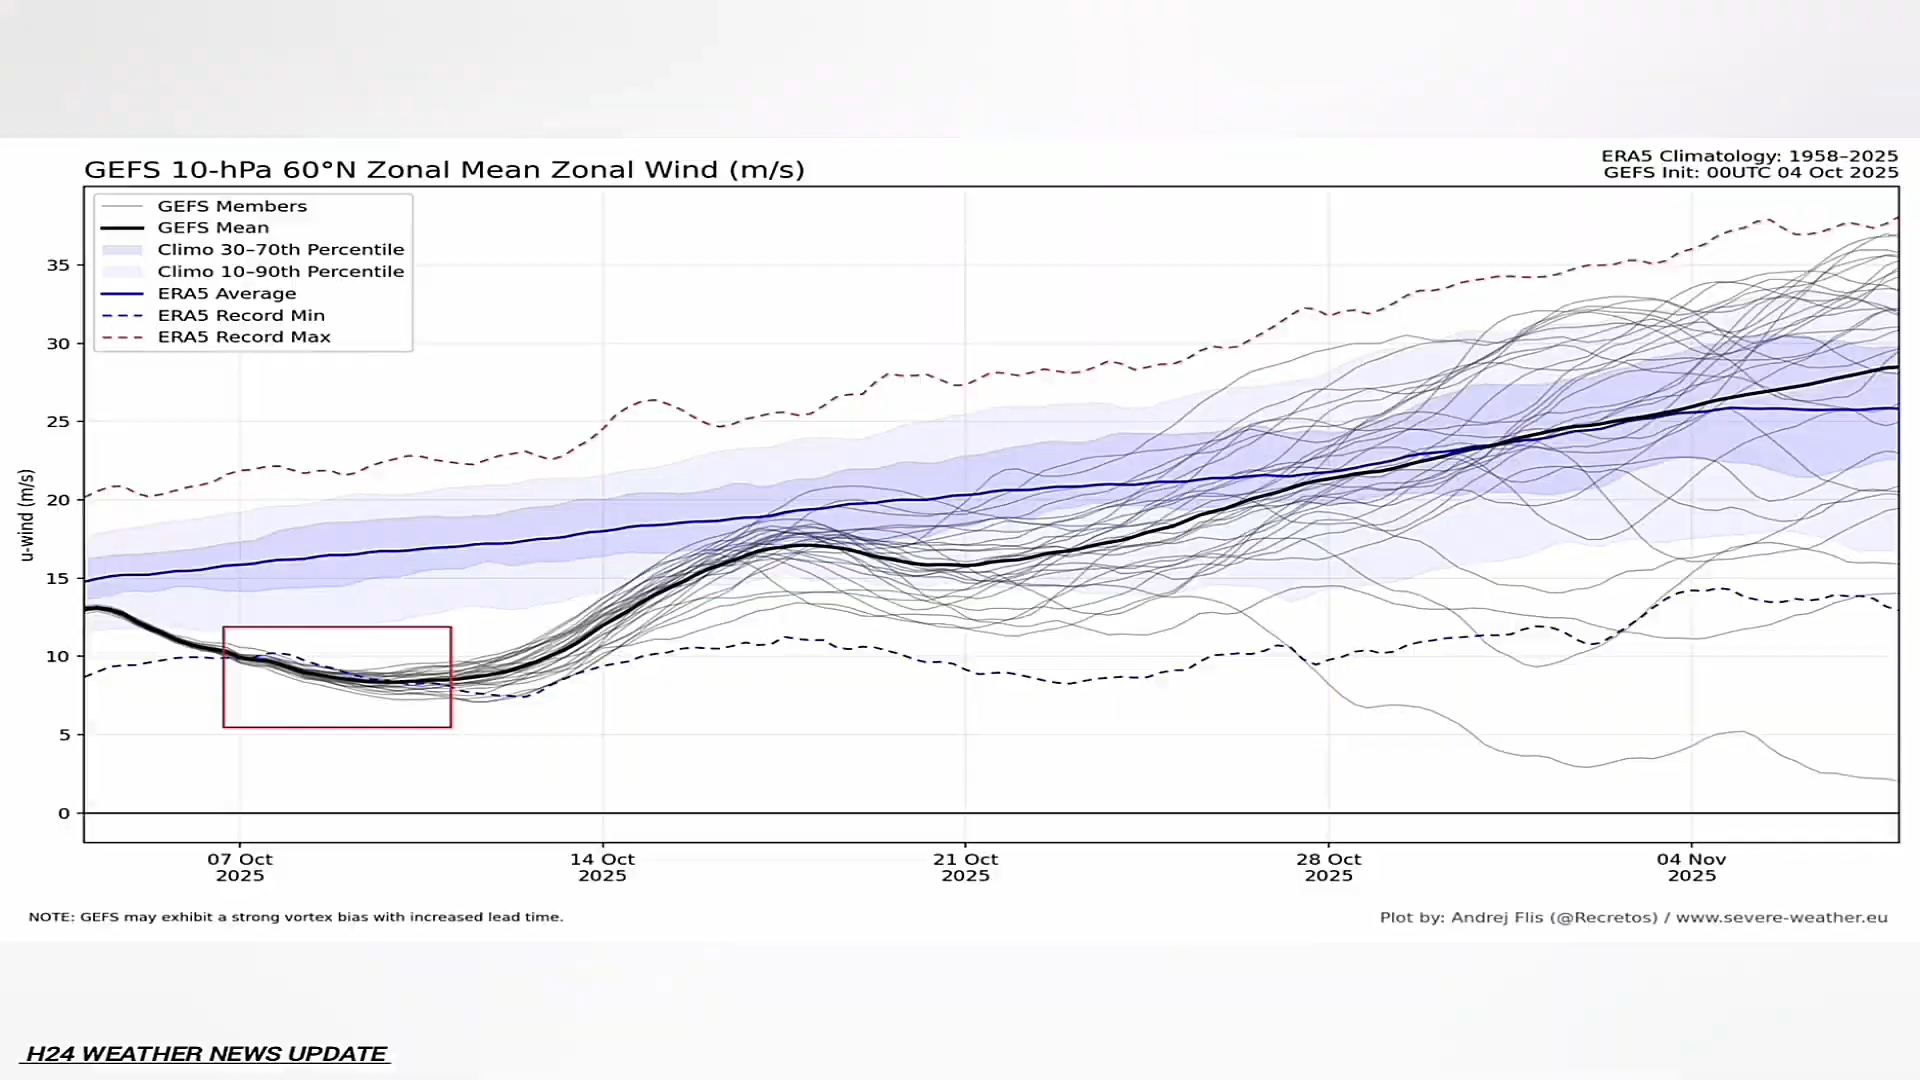 GEFS 10-hPa 60°N Zonal Mean Zonal Wind (m/s)
ERA5 Climatology: 1958–2025
GEFS Init: 00UTC 04 Oct 2025
GEFS Members
GEFS Mean
Climo 30–70th Percentile
Climo 10–90th Percentile
ERA5 Average
ERA5 Record Min
ERA5 Record Max
u-wind (m/s)
35
30
25
20
15
10
5
0
07 Oct
2025
14 Oct
2025
21 Oct
2025
28 Oct
2025
04 Nov
2025
NOTE: GEFS may exhibit a strong vortex bias with increased lead time.
Plot by: Andrej Flis (@Recretos) / www.severe-weather.eu
H24 WEATHER NEWS UPDATE